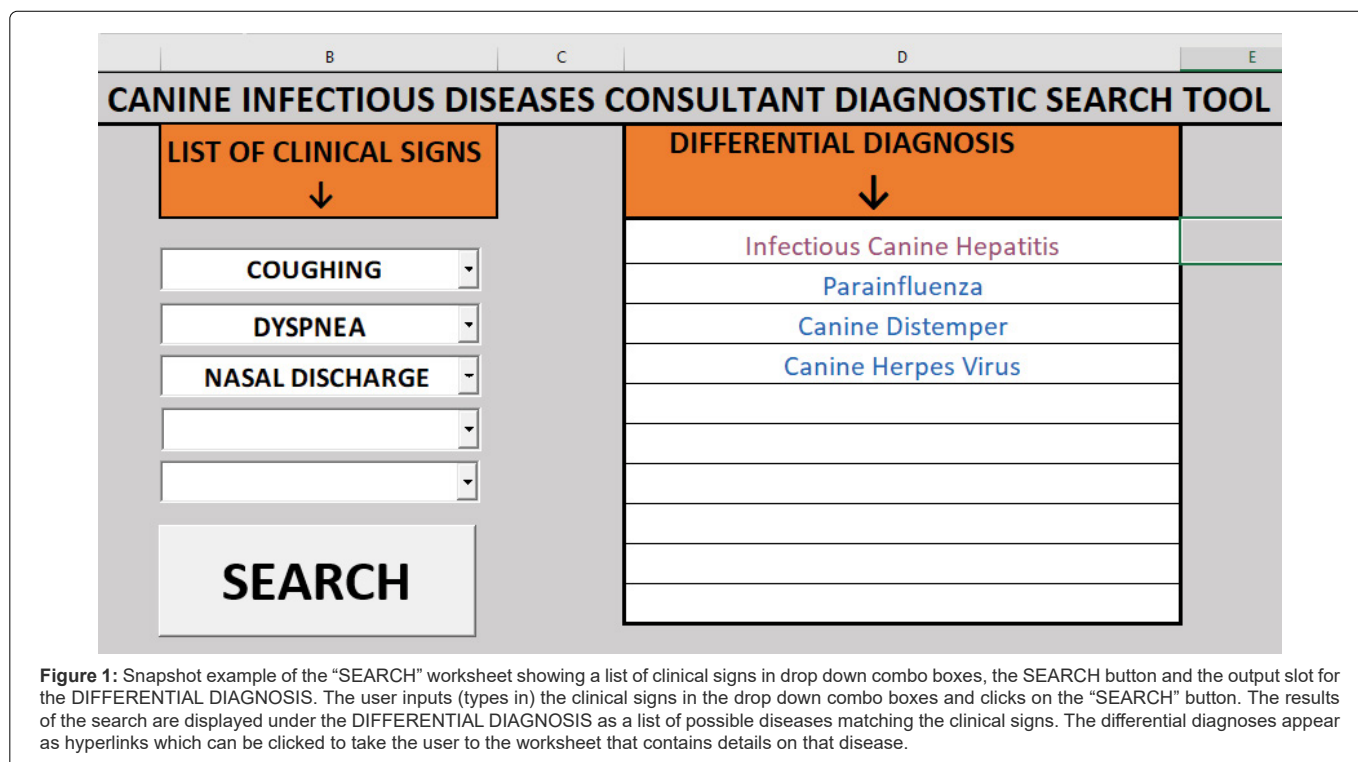 B C D E
CANINE INFECTIOUS DISEASES CONSULTANT DIAGNOSTIC SEARCH TOOL
LIST OF CLINICAL SIGNS
↓
DIFFERENTIAL DIAGNOSIS
↓
COUGHING
DYSPNEA
NASAL DISCHARGE
SEARCH
Infectious Canine Hepatitis
Parainfluenza
Canine Distemper
Canine Herpes Virus
Figure 1: Snapshot example of the “SEARCH” worksheet showing a list of clinical signs in drop down combo boxes, the SEARCH button and the output slot for
the DIFFERENTIAL DIAGNOSIS. The user inputs (types in) the clinical signs in the drop down combo boxes and clicks on the “SEARCH” button. The results
of the search are displayed under the DIFFERENTIAL DIAGNOSIS as a list of possible diseases matching the clinical signs. The differential diagnoses appear
as hyperlinks which can be clicked to take the user to the worksheet that contains details on that disease.